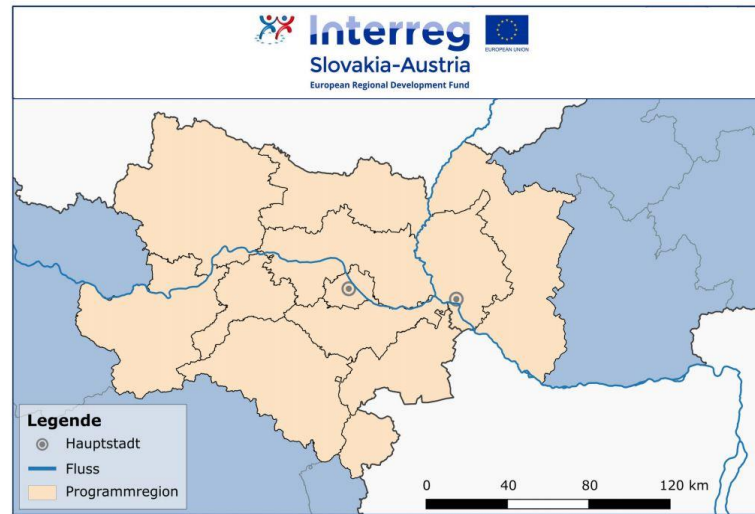 Interreg
EUROPEAN UNION
Slovakia-Austria
European Regional Development Fund
Legende
Hauptstadt
Fluss
Programmregion
0 40 80 120 km